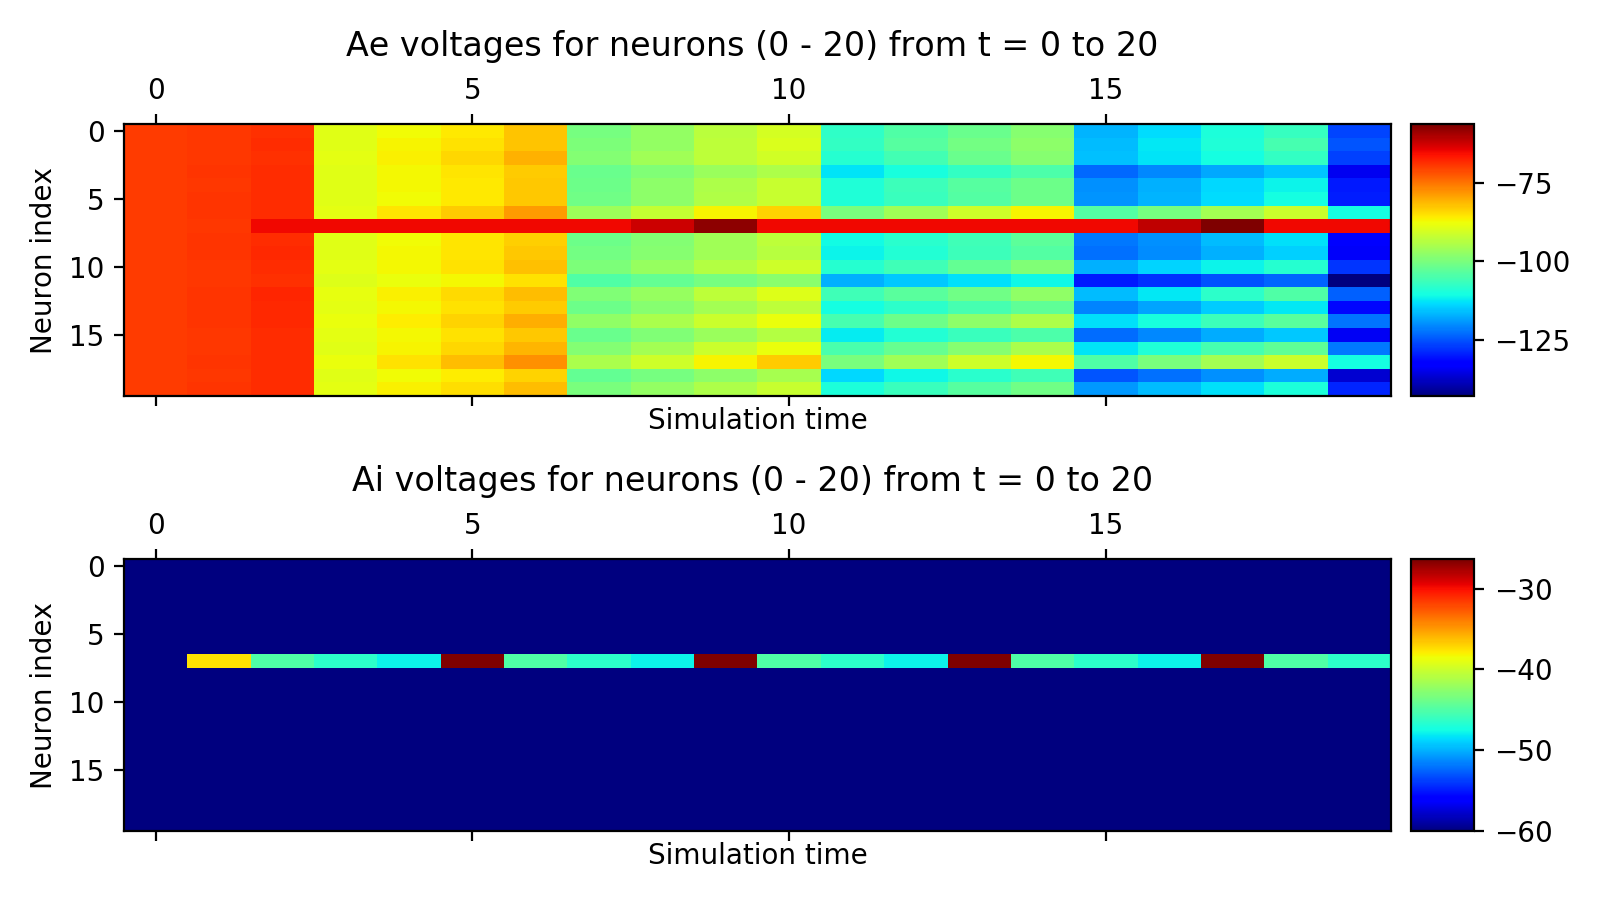 Ae voltages for neurons (0 - 20) from t = 0 to 20
0 5 10 15
Neuron index
0
5
10
15
−75
−100
−125
Simulation time
Ai voltages for neurons (0 - 20) from t = 0 to 20
0 5 10 15
Neuron index
0
5
10
15
−30
−40
−50
−60
Simulation time